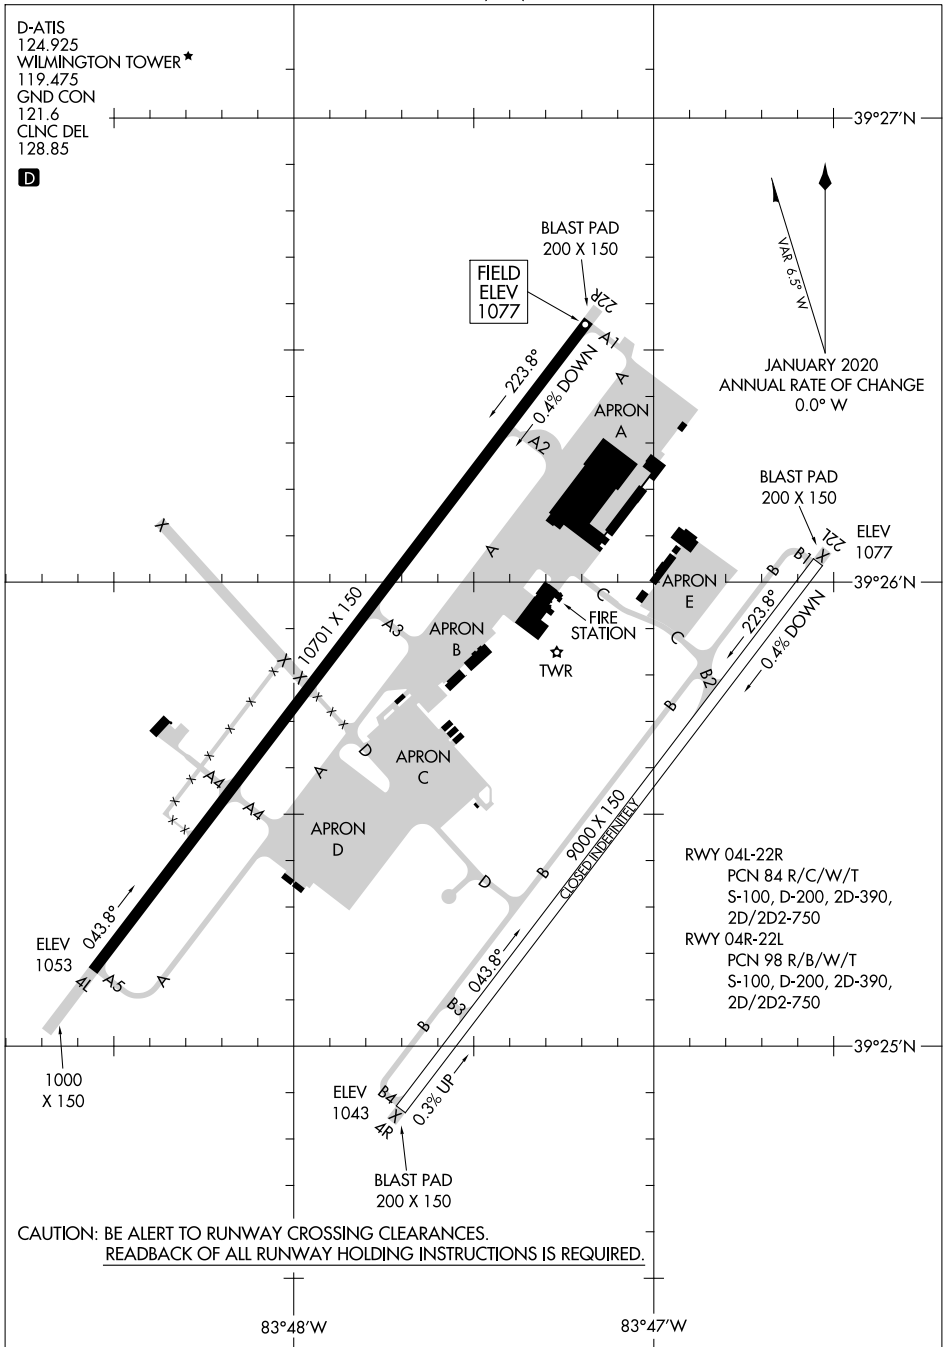 D-ATIS
124.925
WILMINGTON TOWER
119.475
GND CON
121.6
CLNC DEL
128.85
D
39°27'N
BLAST PAD
200 X 150
22R
FIELD
ELEV
1077
VAR 6.5° W
JANUARY 2020
ANNUAL RATE OF CHANGE
0.0° W
A1
A
223.8°
0.4% DOWN
APRON
A
A2
BLAST PAD
200 X 150
22L
ELEV
1077
X
B1
B
X
A
39°26'N
APRON
E
C
FIRE
STATION
223.8°
0.4% DOWN
10701 X 150
A3
APRON
B
TWR
C
B2
X
X
X
X
X
X
X
X
X
X
X
X
X
X
B
D
A
APRON
C
A4
A4
APRON
D
9000 X 150
CLOSED INDEFINITELY
B
D
RWY 04L-22R
PCN 84 R/C/W/T
S-100, D-200, 2D-390,
2D/2D2-750
RWY 04R-22L
PCN 98 R/B/W/T
S-100, D-200, 2D-390,
2D/2D2-750
043.8°
ELEV
1053
4L
A5
A
043.8°
B3
B
39°25'N
1000
X 150
ELEV
1043
B4
X
4R
0.3% UP
BLAST PAD
200 X 150
CAUTION: BE ALERT TO RUNWAY CROSSING CLEARANCES.
READBACK OF ALL RUNWAY HOLDING INSTRUCTIONS IS REQUIRED.
83°48'W
83°47'W